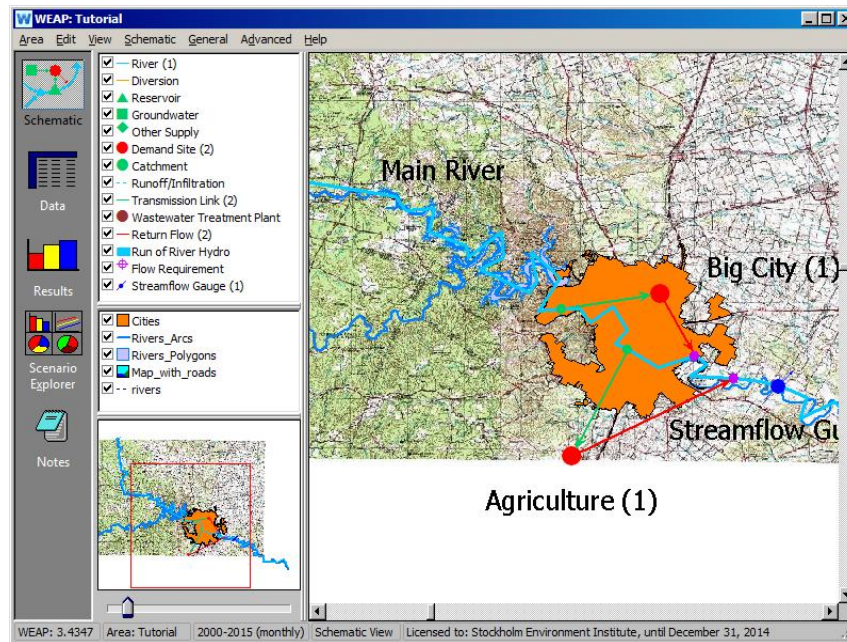 WEAP: Tutorial
Area Edit View Schematic General Advanced Help
Schematic
Data
Results
Scenario
Explorer
Notes
River (1)
Diversion
Reservoir
Groundwater
Other Supply
Demand Site (2)
Catchment
Runoff/Infiltration
Transmission Link (2)
Wastewater Treatment Plant
Return Flow (2)
Run of River Hydro
Flow Requirement
Streamflow Gauge (1)
Cities
Rivers_Arcs
Rivers_Polygons
Map_with_roads
rivers
Main River
Big City (1)
Streamflow Gu
Agriculture (1)
WEAP: 3.4347 Area: Tutorial 2000-2015 (monthly) Schematic View Licensed to: Stockholm Environment Institute, until December 31, 2014